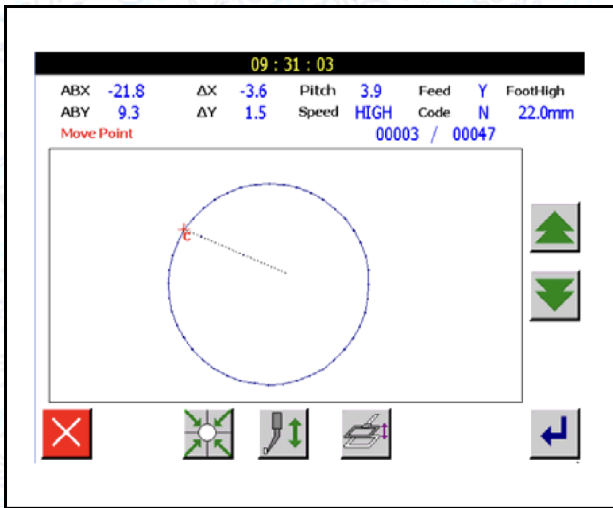 09 : 31 : 03
ABX -21.8 ΔX -3.6 Pitch 3.9 Feed Y FootHigh
ABY 9.3 ΔY 1.5 Speed HIGH Code N 22.0mm
Move Point 00003 / 00047
C